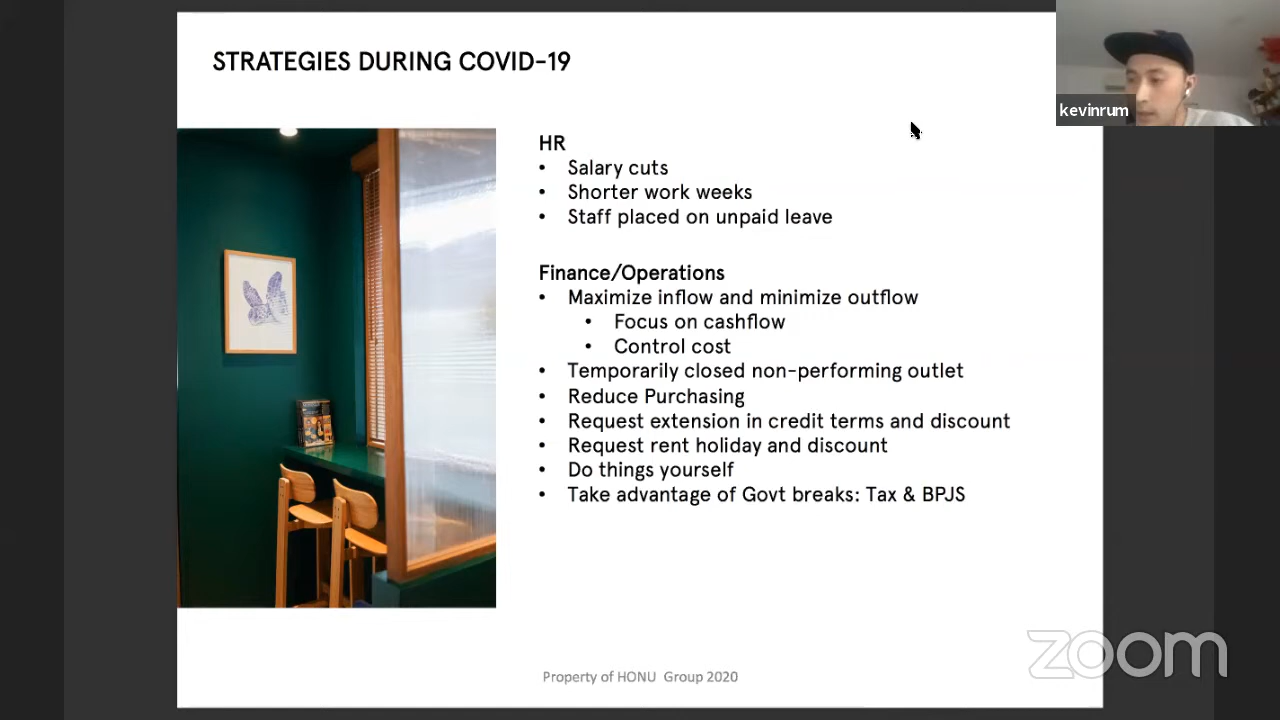 STRATEGIES DURING COVID-19
kevinrum
HR
• Salary cuts
• Shorter work weeks
• Staff placed on unpaid leave
Finance/Operations
• Maximize inflow and minimize outflow
• Focus on cashflow
• Control cost
• Temporarily closed non-performing outlet
• Reduce Purchasing
• Request extension in credit terms and discount
• Request rent holiday and discount
• Do things yourself
• Take advantage of Govt breaks: Tax & BPJS
Property of HONU Group 2020
zoom